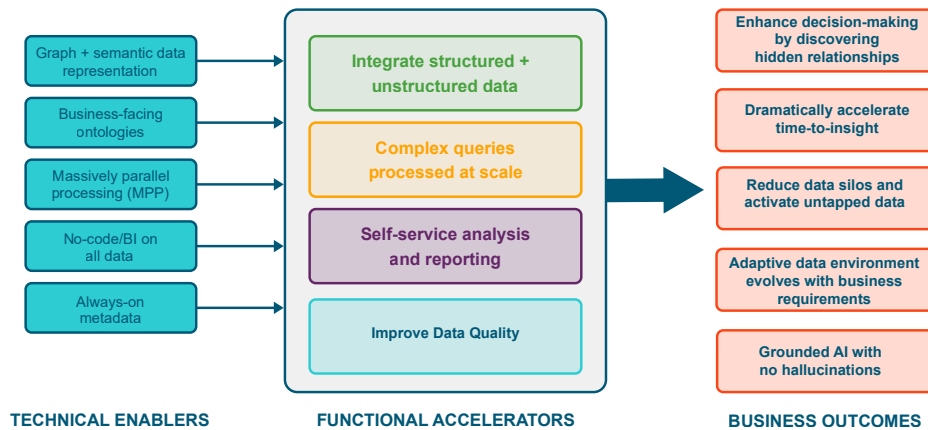 Graph + semantic data
representation
Business-facing
ontologies
Massively parallel
processing (MPP)
No-code/BI on
all data
Always-on
metadata
TECHNICAL ENABLERS
Integrate structured +
unstructured data
Complex queries
processed at scale
Self-service analysis
and reporting
Improve Data Quality
FUNCTIONAL ACCELERATORS
Enhance decision-making
by discovering
hidden relationships
Dramatically accelerate
time-to-insight
Reduce data silos and
activate untapped data
Adaptive data environment
evolves with business
requirements
Grounded AI with
no hallucinations
BUSINESS OUTCOMES